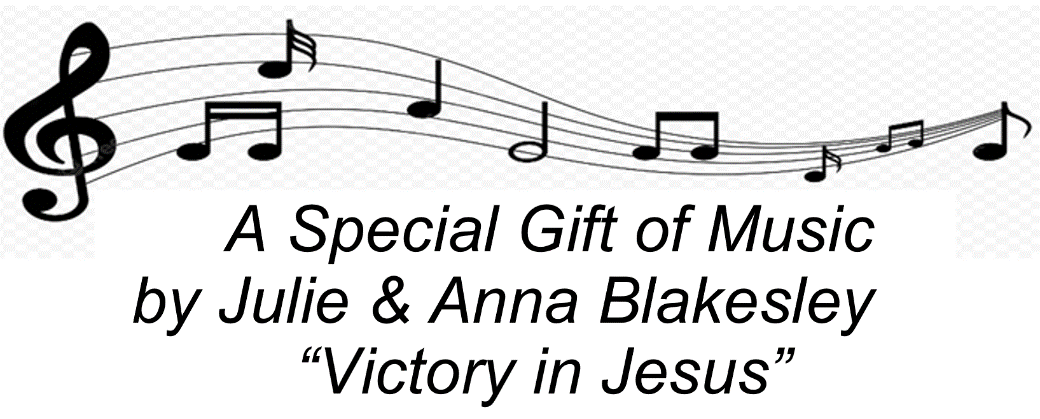 A Special Gift of Music
by Julie & Anna Blakesley
“Victory in Jesus”